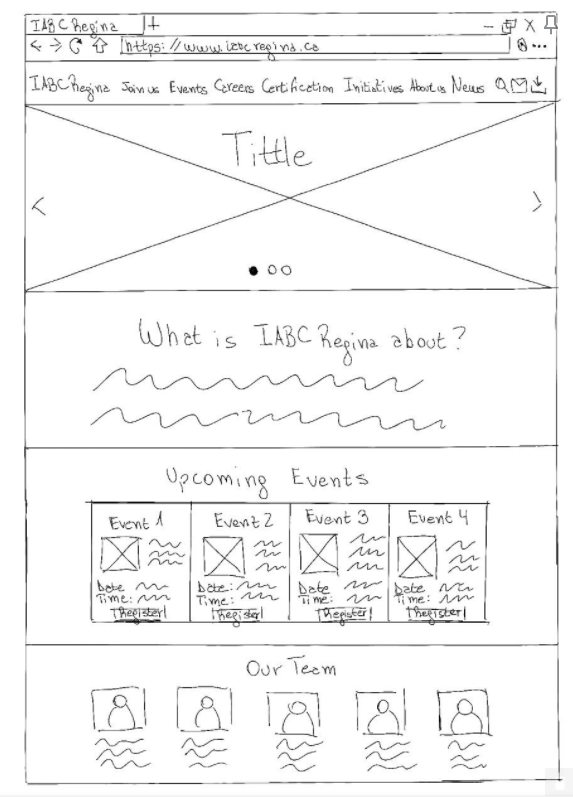 IABC Regina
https://www.iabcregina.ca
IABC Regina Join us Events Careers Certification Initiatives About us News
Tittle
What is IABC Regina about?
Upcoming Events
Event 1 Event 2 Event 3 Event 4
Date Date: Date Date
Time: Time: Time: Time:
Register Register Register Register
Our Team